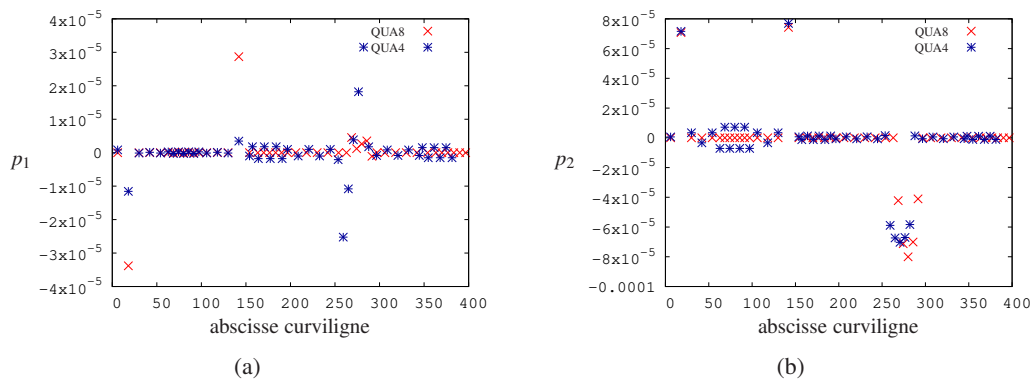 4x10⁻⁵
3x10⁻⁵
2x10⁻⁵
1x10⁻⁵
0
−1x10⁻⁵
−2x10⁻⁵
−3x10⁻⁵
−4x10⁻⁵
p₁
QUA8
QUA4
0 50 100 150 200 250 300 350 400
abscisse curviligne
(a)
8x10⁻⁵
6x10⁻⁵
4x10⁻⁵
2x10⁻⁵
0
−2x10⁻⁵
−4x10⁻⁵
−6x10⁻⁵
−8x10⁻⁵
−0.0001
p₂
QUA8
QUA4
0 50 100 150 200 250 300 350 400
abscisse curviligne
(b)